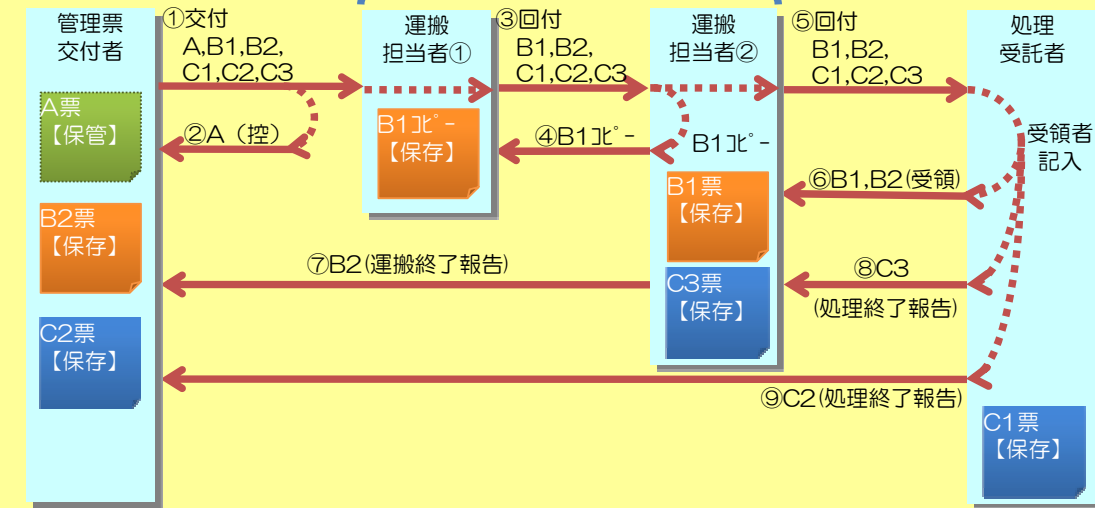 管理票
交付者
①交付
A,B1,B2,
C1,C2,C3
運搬
担当者①
③回付
B1,B2,
C1,C2,C3
運搬
担当者②
⑤回付
B1,B2,
C1,C2,C3
処理
受託者
A票
【保管】
②A（控）
B1ｺﾋﾟｰ
【保存】
④B1ｺﾋﾟｰ
B1ｺﾋﾟｰ
受領者
記入
⑥B1,B2(受領)
B1票
【保存】
B2票
【保存】
⑦B2(運搬終了報告)
C3票
【保存】
⑧C3
(処理終了報告)
C2票
【保存】
⑨C2(処理終了報告)
C1票
【保存】